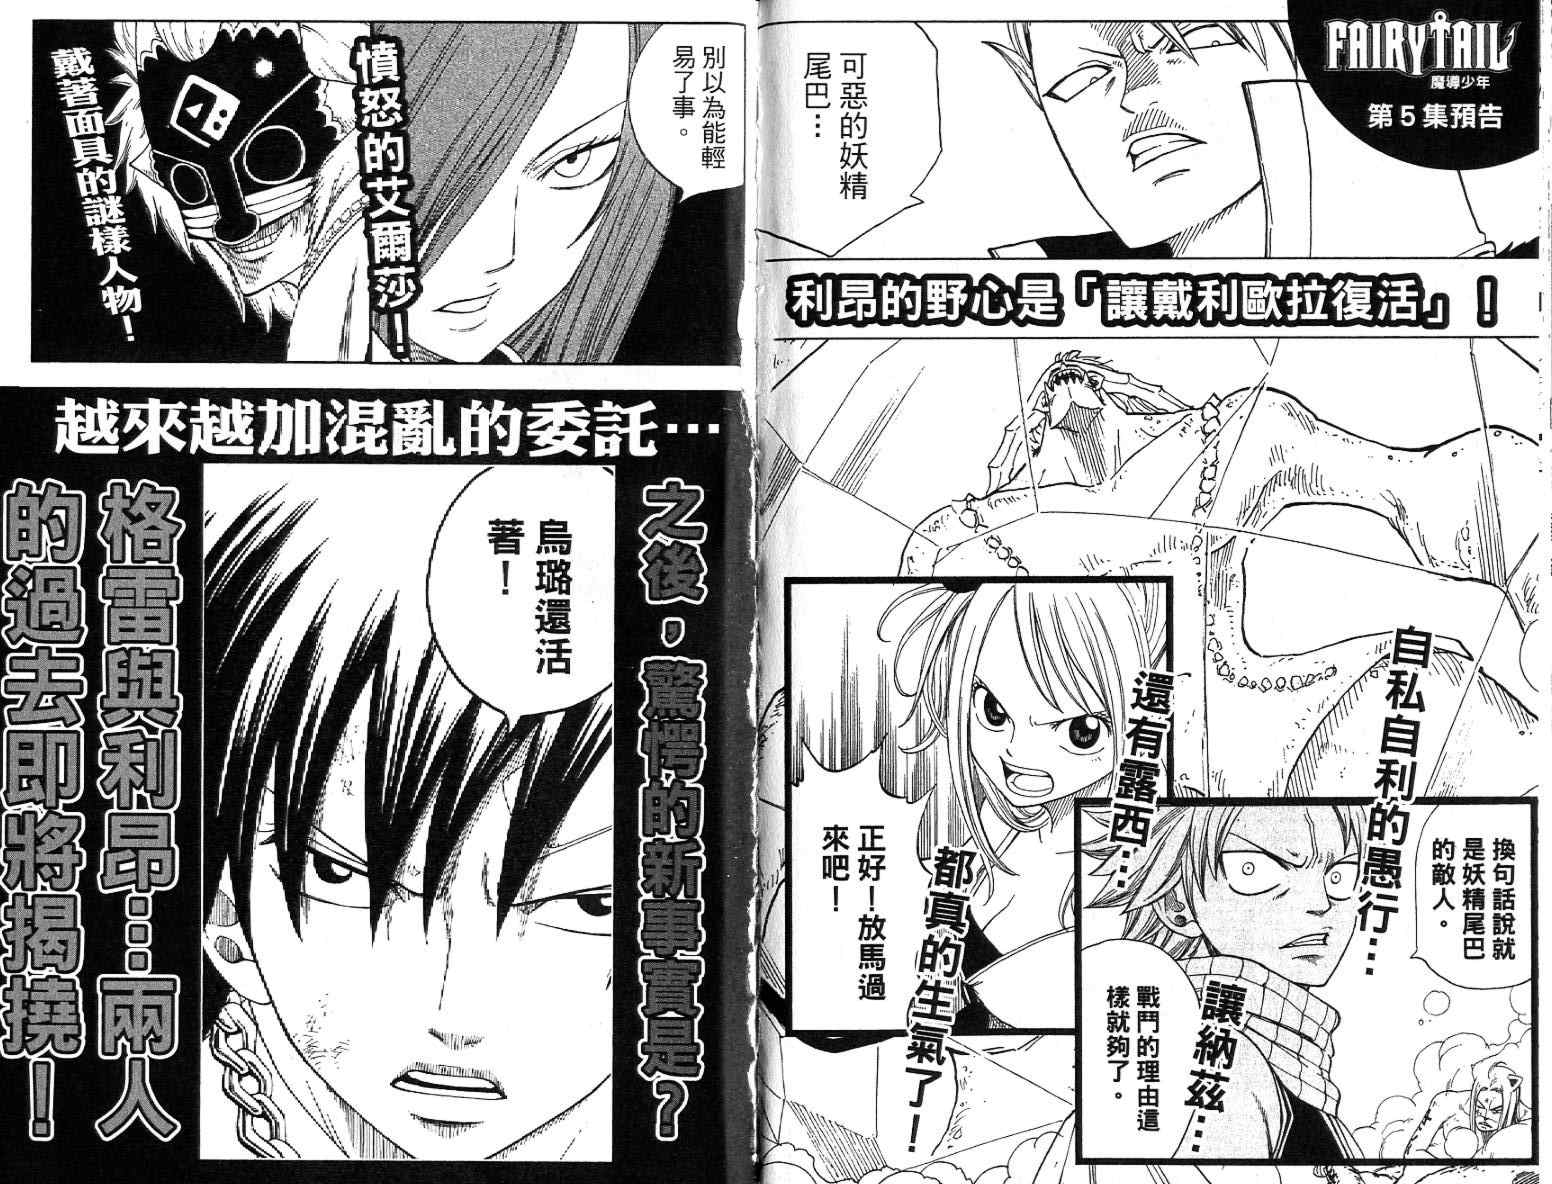 FAIRY TAIL
魔導少年
第5集預告
可惡的妖精
尾巴…
利昂的野心是「讓戴利歐拉復活」！
自私自利的愚行…
換句話說就
是妖精尾巴
的敵人。
戰鬥的理由這
樣就夠了。
讓納茲…
還有露西…
正好！放馬過
來吧！
都真的生氣了！
別以為能輕
易了事。
憤怒的艾爾莎！
戴著面具的謎樣人物！
越來越加混亂的委託…
之後，驚愕的新事實是？
烏璐還活
著！
格雷與利昂…兩人
的過去即將揭撓！